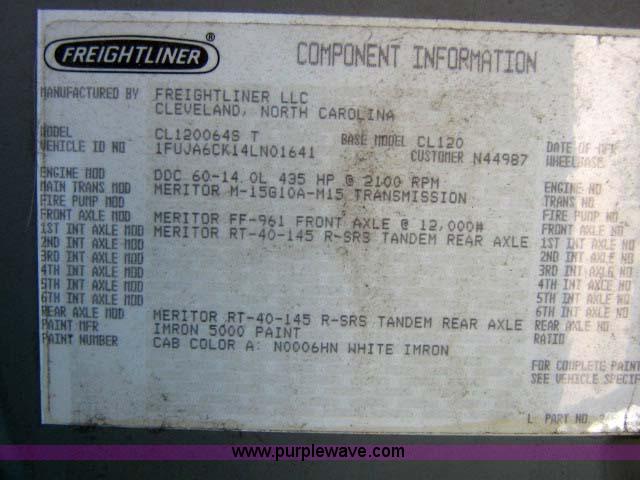 FREIGHTLINER ®
COMPONENT INFORMATION
MANUFACTURED BY FREIGHTLINER LLC
CLEVELAND, NORTH CAROLINA
MODEL CL120064S T BASE MODEL CL120 DATE OF MFR
VEHICLE ID NO 1FUJA6CK14LN01641 CUSTOMER N44987 WHEELBASE
ENGINE MOD DDC 60-14.0L 435 HP @ 2100 RPM ENGINE NO
MAIN TRANS MOD MERITOR M-15G10A-M15 TRANSMISSION TRANS NO
FIRE PUMP MOD FIRE PUMP NO
FRONT AXLE MOD MERITOR FF-961 FRONT AXLE @ 12,000# FRONT AXLE NO
1ST INT AXLE MOD MERITOR RT-40-145 R-SRS TANDEM REAR AXLE 1ST INT AXLE NO
2ND INT AXLE MOD 2ND INT AXLE NO
3RD INT AXLE MOD 3RD INT AXLE NO
4TH INT AXLE MOD 4TH INT AXLE NO
5TH INT AXLE MOD 5TH INT AXLE NO
6TH INT AXLE MOD 6TH INT AXLE NO
REAR AXLE MOD MERITOR RT-40-145 R-SRS TANDEM REAR AXLE REAR AXLE NO
PAINT MFR IMRON 5000 PAINT RATIO
PAINT NUMBER CAB COLOR A: N0006HN WHITE IMRON
FOR COMPLETE PAINT
SEE VEHICLE SPECIF
L PART NO
www.purplewave.com